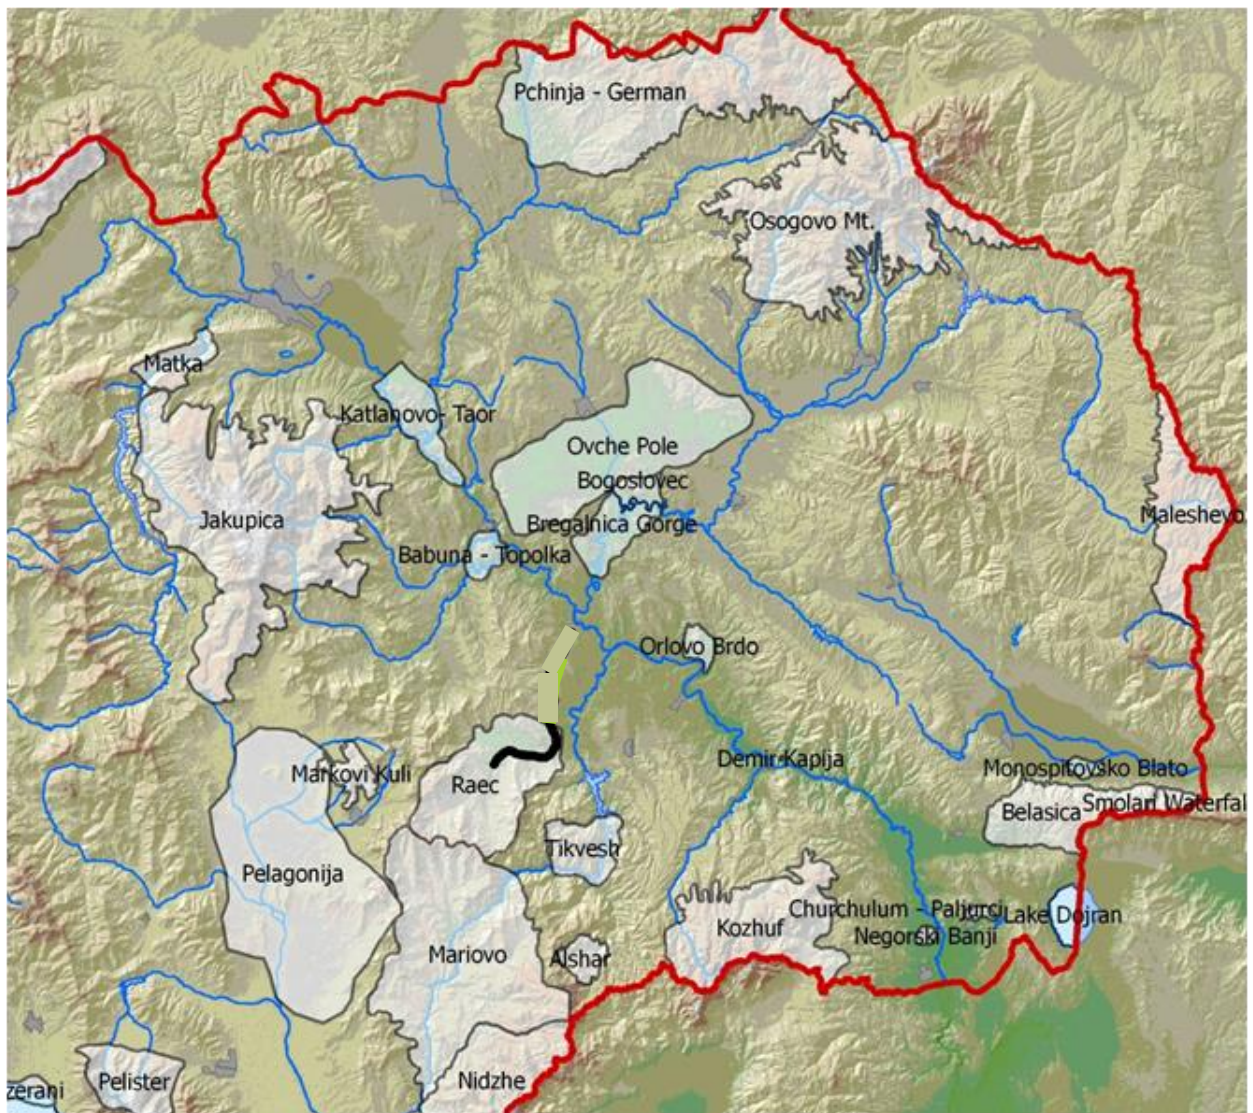 Pchinja - German
Osogovo Mt.
Matka
Katlanovo- Taor
Ovche Pole
Bogoslovec
Jakupica
Bregalnica Gorge
Maleshevo
Babuna - Topolka
Orlovo Brdo
Demir Kapija
Markovi Kuli
Raec
Monospitovsko Blato
Smolari Waterfal
Belasica
Tikvesh
Pelagonija
Churchulum - Paljurci
Lake Dojran
Kozhuf
Negorski Banji
Mariovo
Alshar
Pelister
Nidzhe
zerani